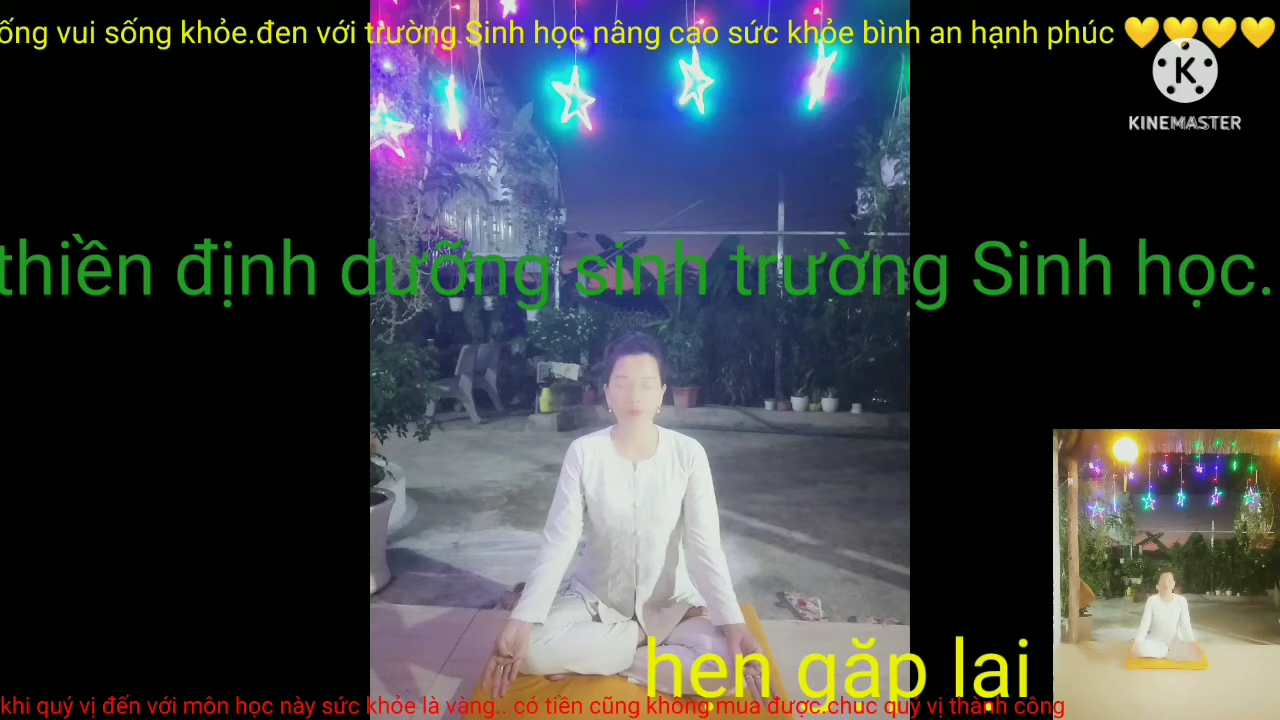 ống vui sống khỏe.đen với trường Sinh học nâng cao sức khỏe bình an hạnh phúc 💛💛💛💛
KINEMASTER
thiền định dưỡng sinh trường Sinh học.
hẹn gặp lại
khi quý vị đến với môn học này sức khỏe là vàng.. có tiền cũng không mua được.chuc quý vị thành công